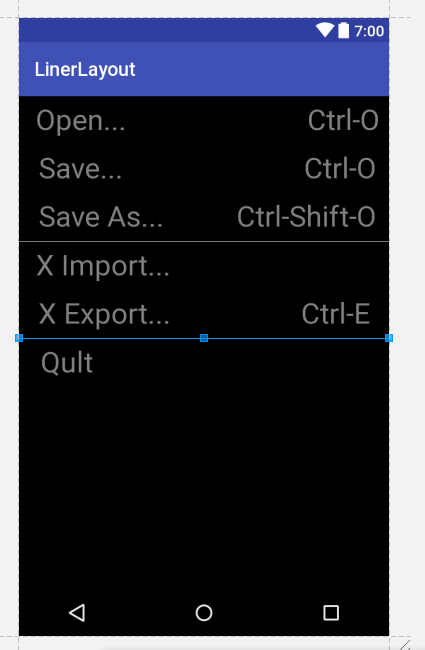 7:00
LinerLayout
Open... Ctrl-O
Save... Ctrl-O
Save As... Ctrl-Shift-O
X Import...
X Export... Ctrl-E
Qult